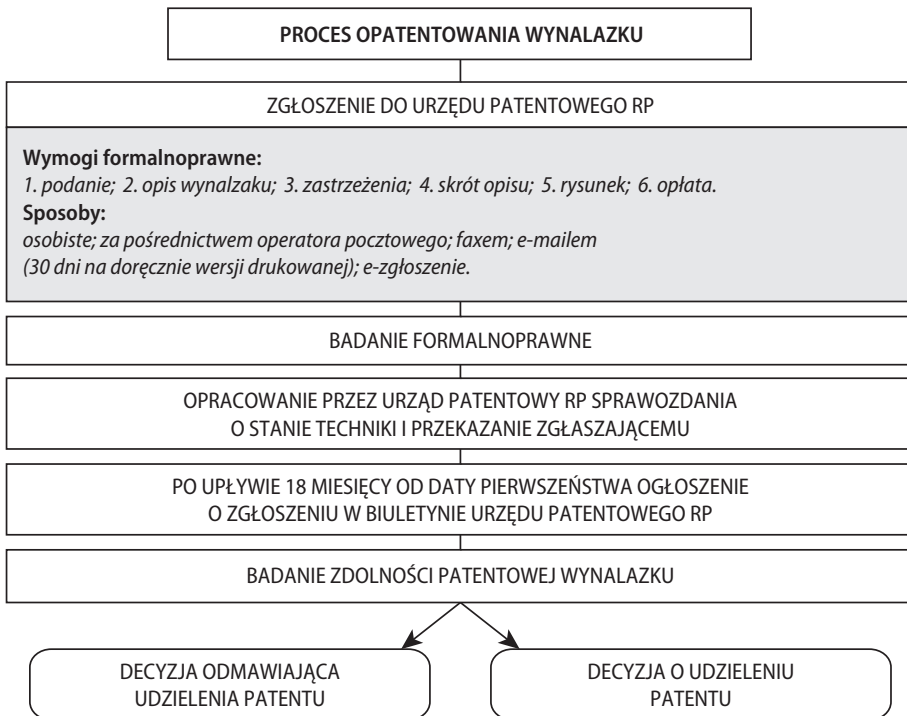 PROCES OPATENTOWANIA WYNALAZKU
ZGŁOSZENIE DO URZĘDU PATENTOWEGO RP
Wymogi formalnoprawne:
1. podanie; 2. opis wynalzaku; 3. zastrzeżenia; 4. skrót opisu; 5. rysunek; 6. opłata.
Sposoby:
osobiste; za pośrednictwem operatora pocztowego; faxem; e-mailem
(30 dni na doręcznie wersji drukowanej); e-zgłoszenie.
BADANIE FORMALNOPRAWNE
OPRACOWANIE PRZEZ URZĄD PATENTOWY RP SPRAWOZDANIA
O STANIE TECHNIKI I PRZEKAZANIE ZGŁASZAJĄCEMU
PO UPŁYWIE 18 MIESIĘCY OD DATY PIERWSZEŃSTWA OGŁOSZENIE
O ZGŁOSZENIU W BIULETYNIE URZĘDU PATENTOWEGO RP
BADANIE ZDOLNOŚCI PATENTOWEJ WYNALAZKU
DECYZJA ODMAWIAJĄCA
UDZIELENIA PATENTU
DECYZJA O UDZIELENIU
PATENTU